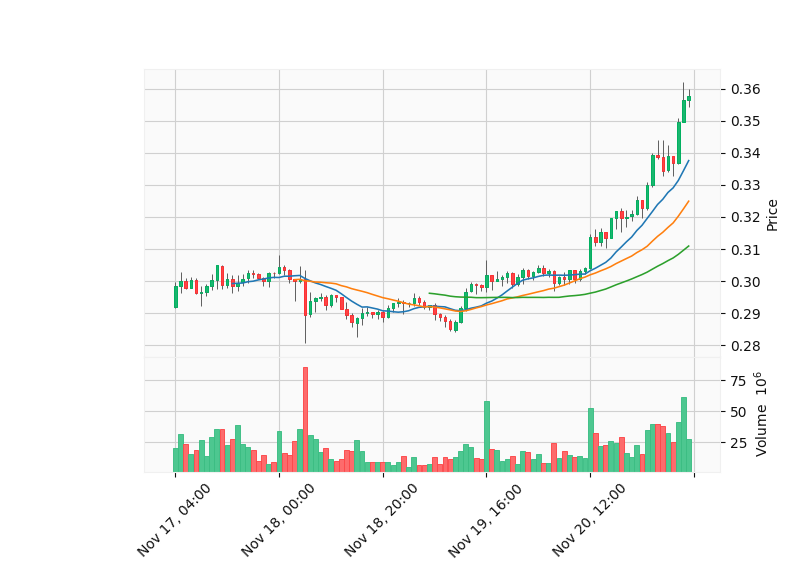 0.36
0.35
0.34
0.33
0.32
0.31
0.30
0.29
0.28
Price
75
50
25
Volume 10^6
Nov 17, 04:00
Nov 18, 00:00
Nov 18, 20:00
Nov 19, 16:00
Nov 20, 12:00